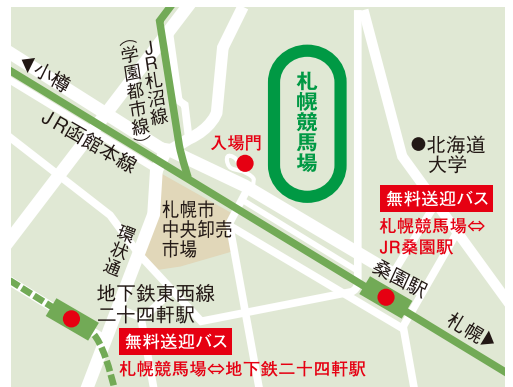 ◀小樽
JR札沼線
(学園都市線)
JR函館本線
札幌競馬場
入場門
●北海道
大学
無料送迎バス
札幌競馬場⇔
JR桑園駅
札幌市
中央卸売
市場
環状通
桑園駅
地下鉄東西線
二十四軒駅
札幌▶
無料送迎バス
札幌競馬場⇔地下鉄二十四軒駅